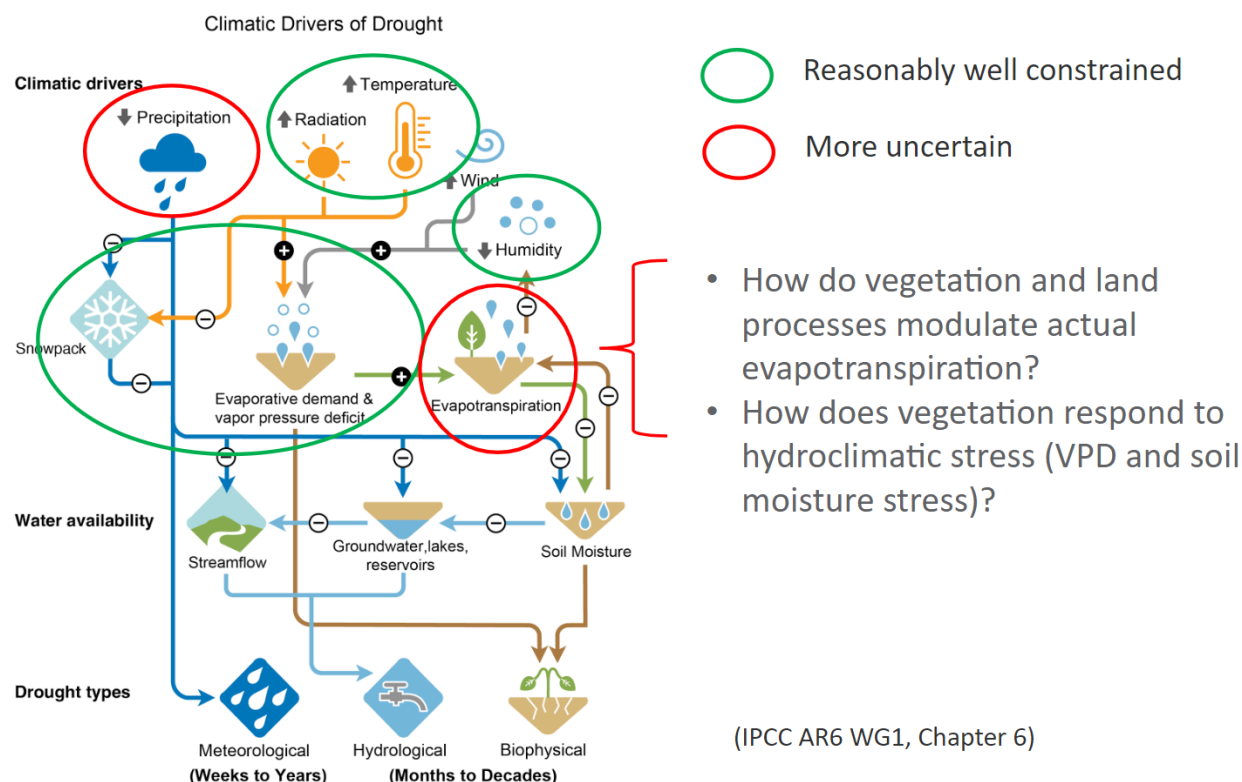 Climatic Drivers of Drought
Climatic drivers
Precipitation
Temperature
Radiation
Wind
Humidity
Snowpack
Evaporative demand &
vapor pressure deficit
Evapotranspiration
Water availability
Streamflow
Groundwater,lakes,
reservoirs
Soil Moisture
Drought types
Meteorological
(Weeks to Years)
Hydrological
Biophysical
(Months to Decades)
Reasonably well constrained
More uncertain
• How do vegetation and land
processes modulate actual
evapotranspiration?
• How does vegetation respond to
hydroclimatic stress (VPD and soil
moisture stress)?
(IPCC AR6 WG1, Chapter 6)